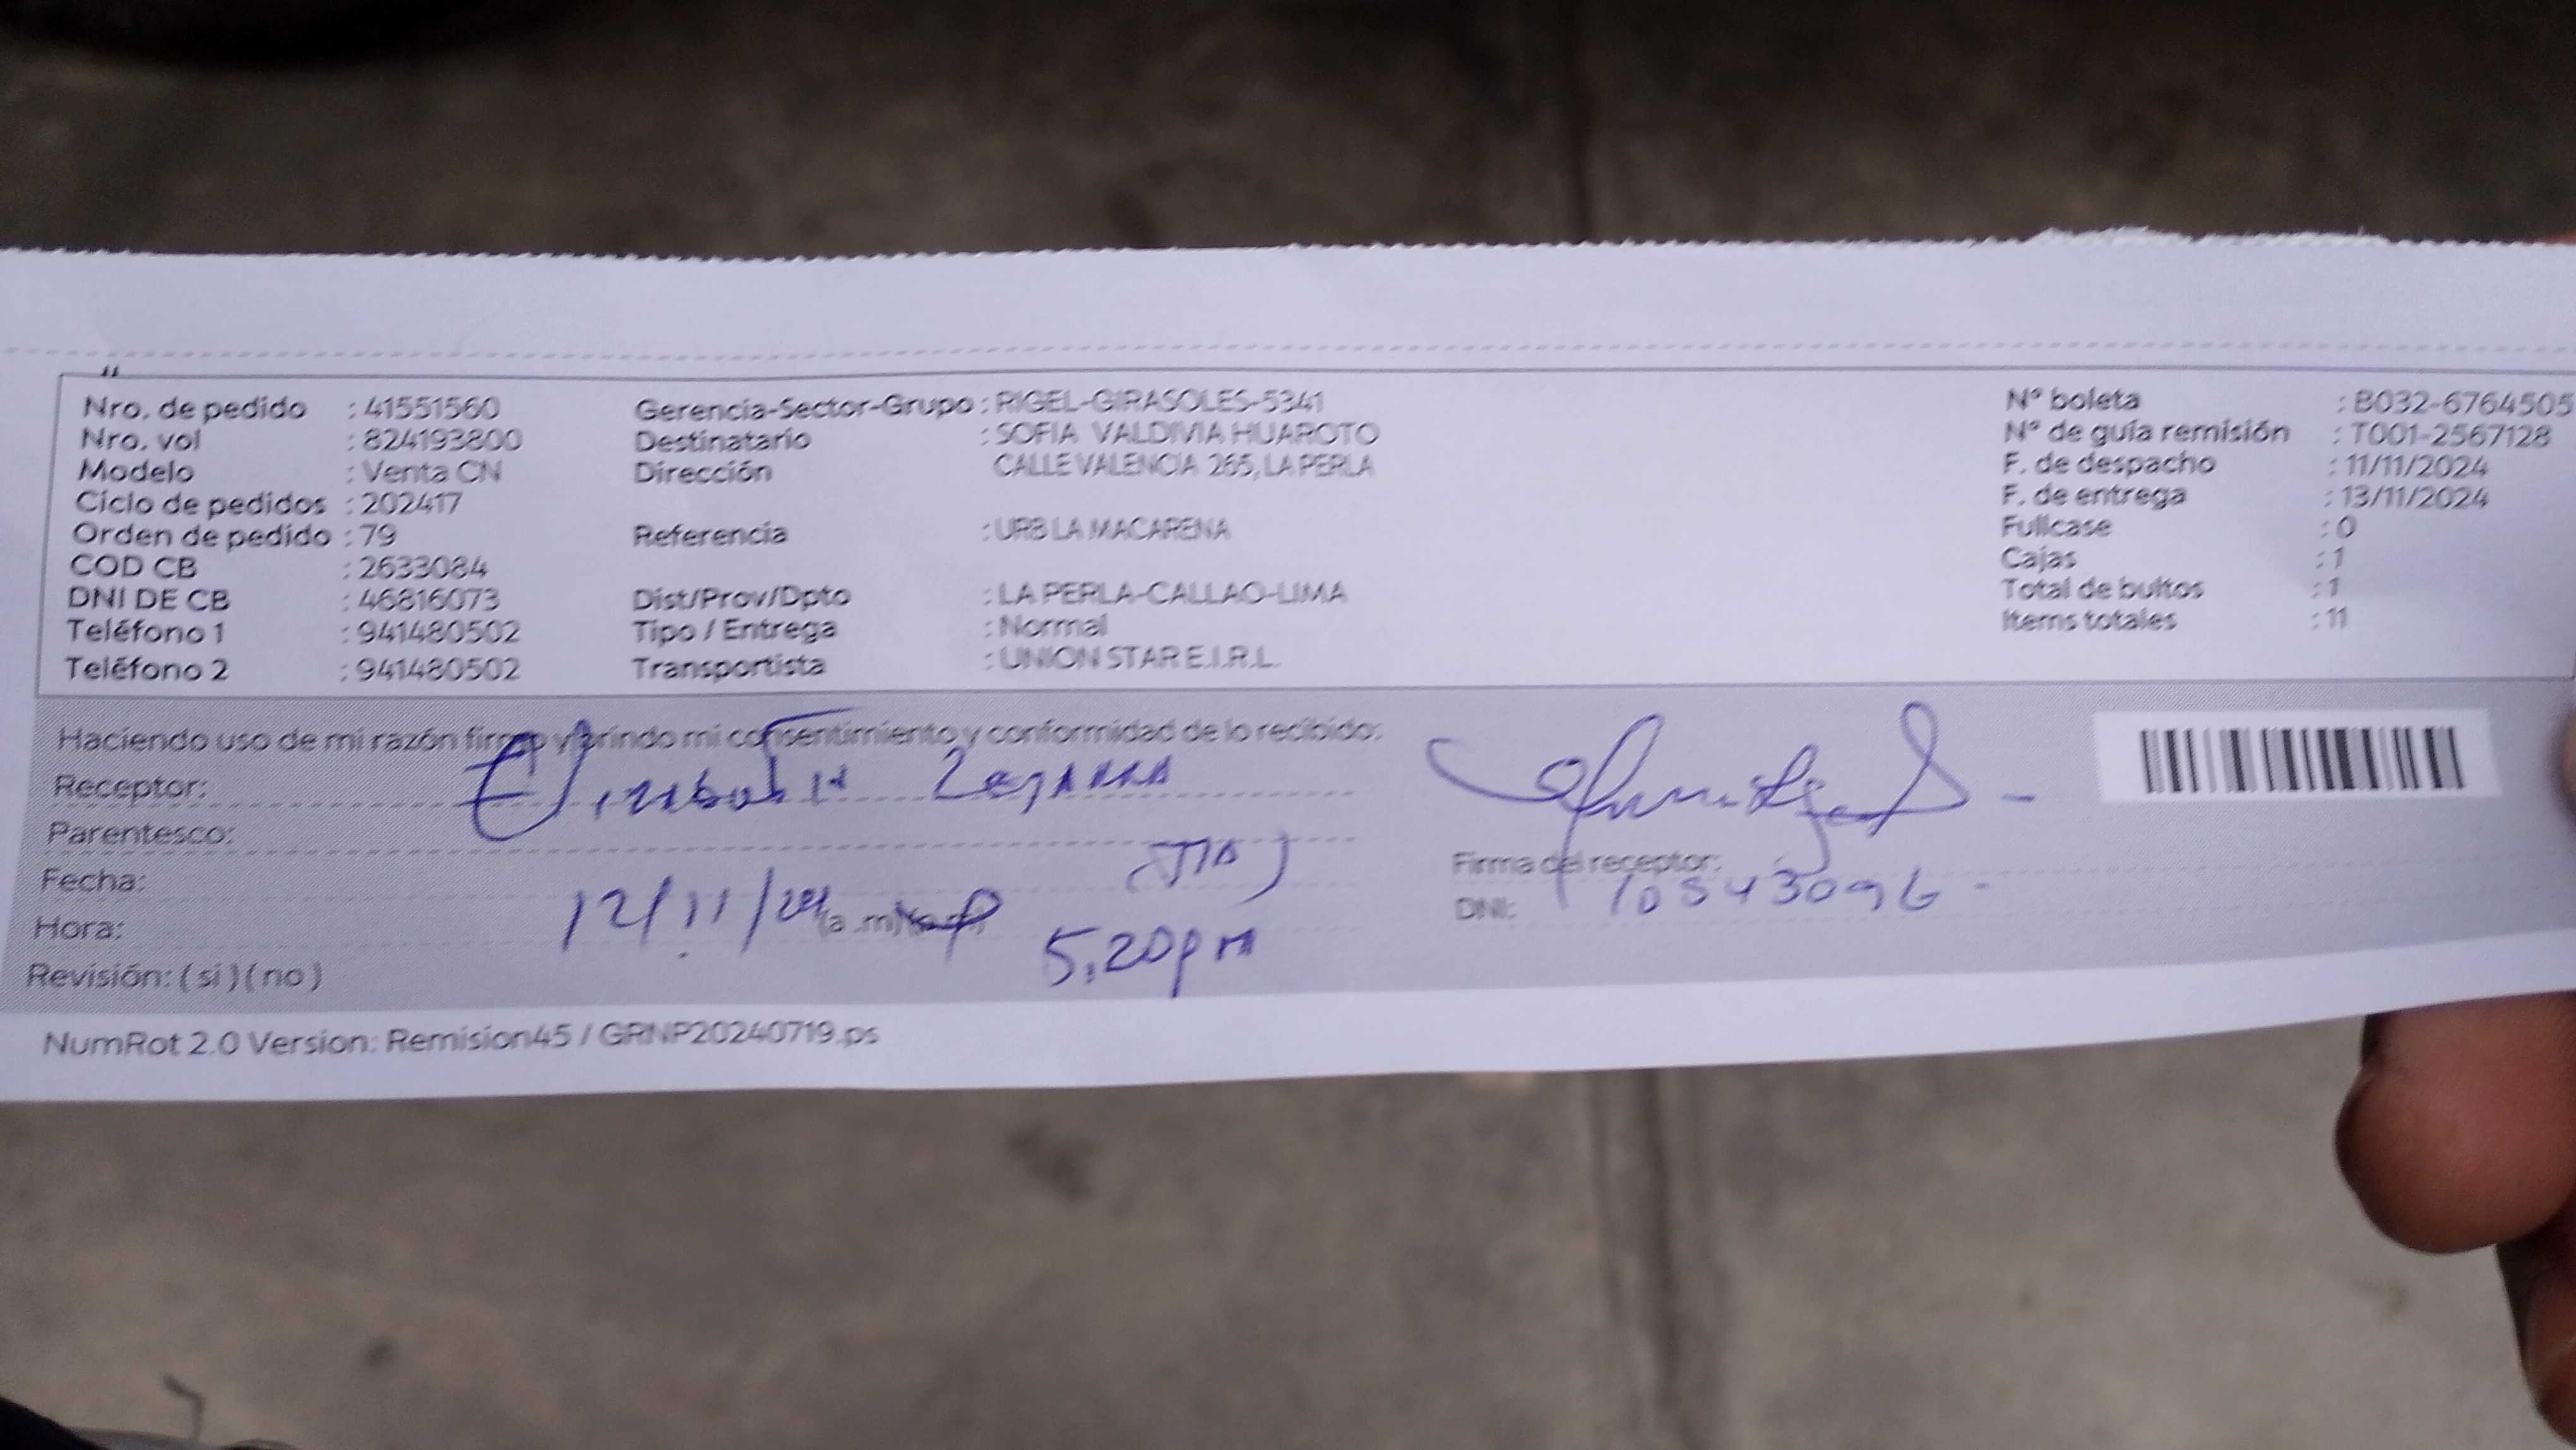 Nro. de pedido : 41551560
Nro. vol : 824193800
Modelo : Venta CN
Ciclo de pedidos : 202417
Orden de pedido : 79
COD CB : 2633084
DNI DE CB : 46816073
Teléfono 1 : 941480502
Teléfono 2 : 941480502
Gerencia-Sector-Grupo : RIGEL-GIRASOLES-5341
Destinatario : SOFIA VALDIVIA HUAROTO
Dirección CALLE VALENCIA 265, LA PERLA
Referencia : URB LA MACARENA
Dist/Prov/Dpto : LA PERLA-CALLAO-LIMA
Tipo / Entrega : Normal
Transportista : UNION STAR E.I.R.L.
N° boleta : B032-6764505
N° de guía remisión : T001-2567128
F. de despacho : 11/11/2024
F. de entrega : 13/11/2024
Fullcase : 0
Cajas : 1
Total de bultos : 1
Items totales : 11
Haciendo uso de mi razón firmo y brindo mi consentimiento y conformidad de lo recibido:
Receptor:
Parentesco: (TIA)
Fecha: 12/11/24
Hora: (a.m) 5:20pm
Revisión: (si) (no)
Firma del receptor:
DNI:
NumRot 2.0 Version: Remision45 / GRNP20240719.ps